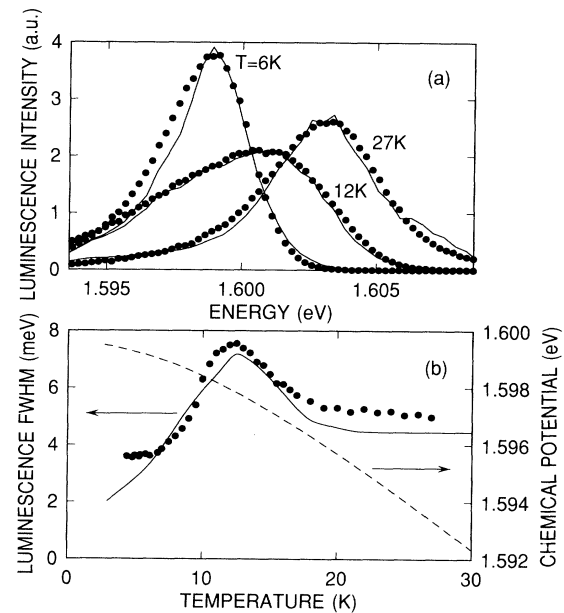 LUMINESCENCE INTENSITY (a.u.)
4
3
2
1
0
T=6K
(a)
27K
12K
1.595
1.600
1.605
ENERGY (eV)
LUMINESCENCE FWHM (meV)
8
6
4
2
0
(b)
1.600
1.598
1.596
1.594
1.592
CHEMICAL POTENTIAL (eV)
0
10
20
30
TEMPERATURE (K)